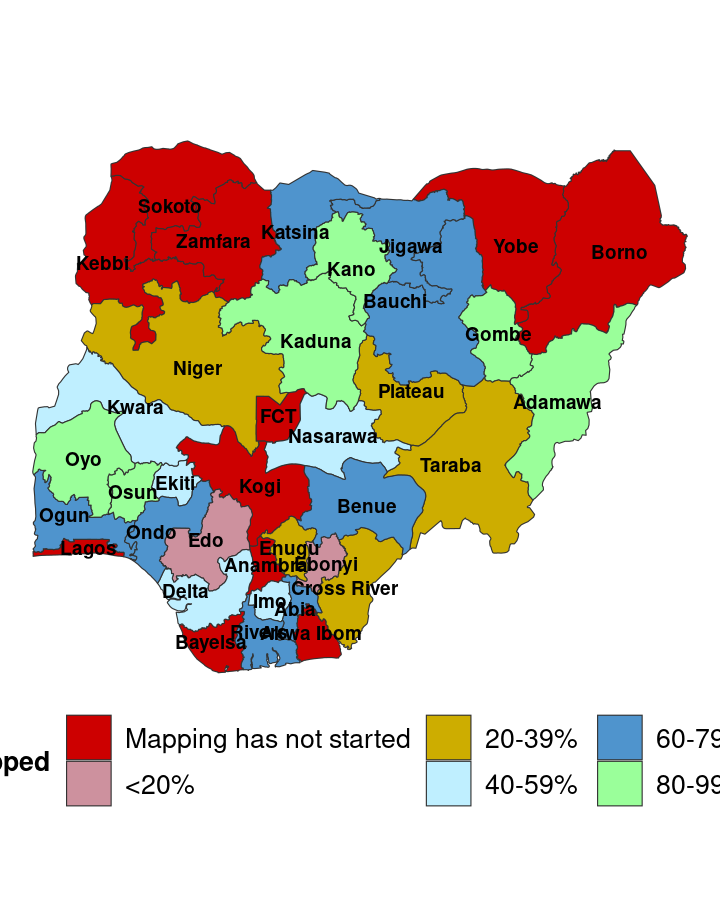 Sokoto
Katsina
Zamfara
Jigawa
Yobe
Borno
Kebbi
Kano
Bauchi
Gombe
Kaduna
Niger
Plateau
Adamawa
Kwara
FCT
Nasarawa
Oyo
Taraba
Ekiti
Osun
Kogi
Benue
Ogun
Ondo
Edo
Lagos
Enugu
Anambra
Ebonyi
Delta
Cross River
Imo
Abia
Rivers
Akwa Ibom
Bayelsa
Mapping has not started
20-39%
60-79
pped
<20%
40-59%
80-99